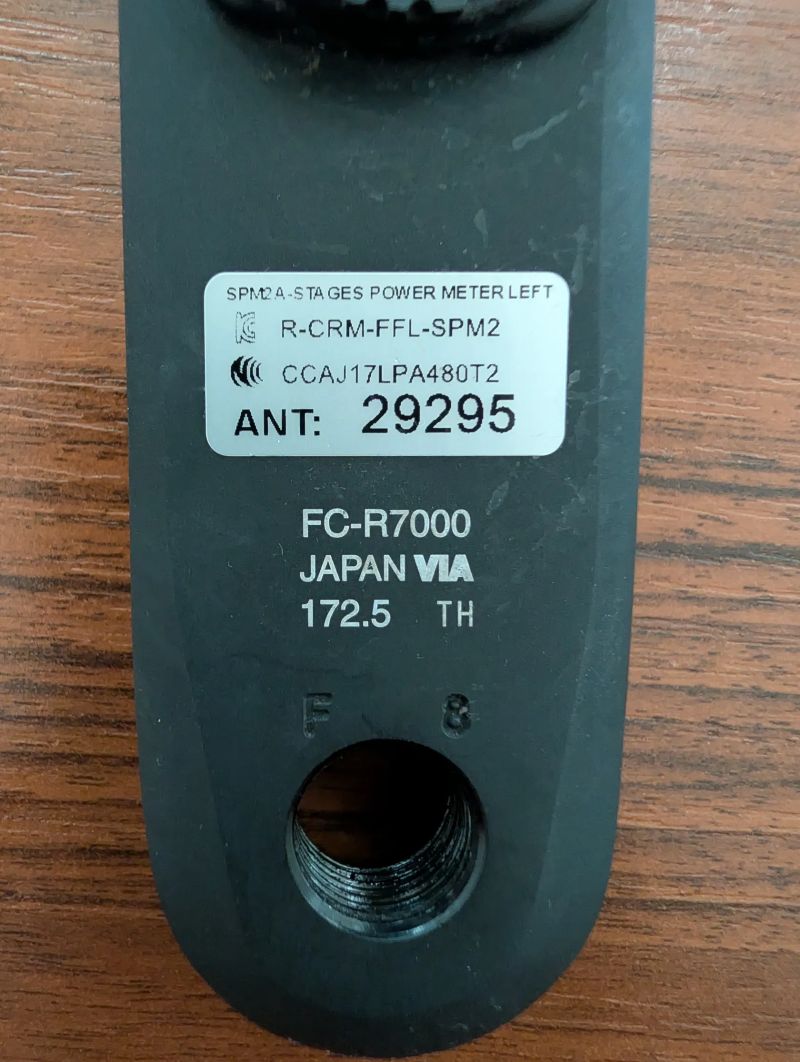 SPM2A-STAGES POWER METER LEFT
R-CRM-FFL-SPM2
CCAJ17LPA480T2
ANT: 29295
FC-R7000
JAPAN VIA
172.5 TH
F 8